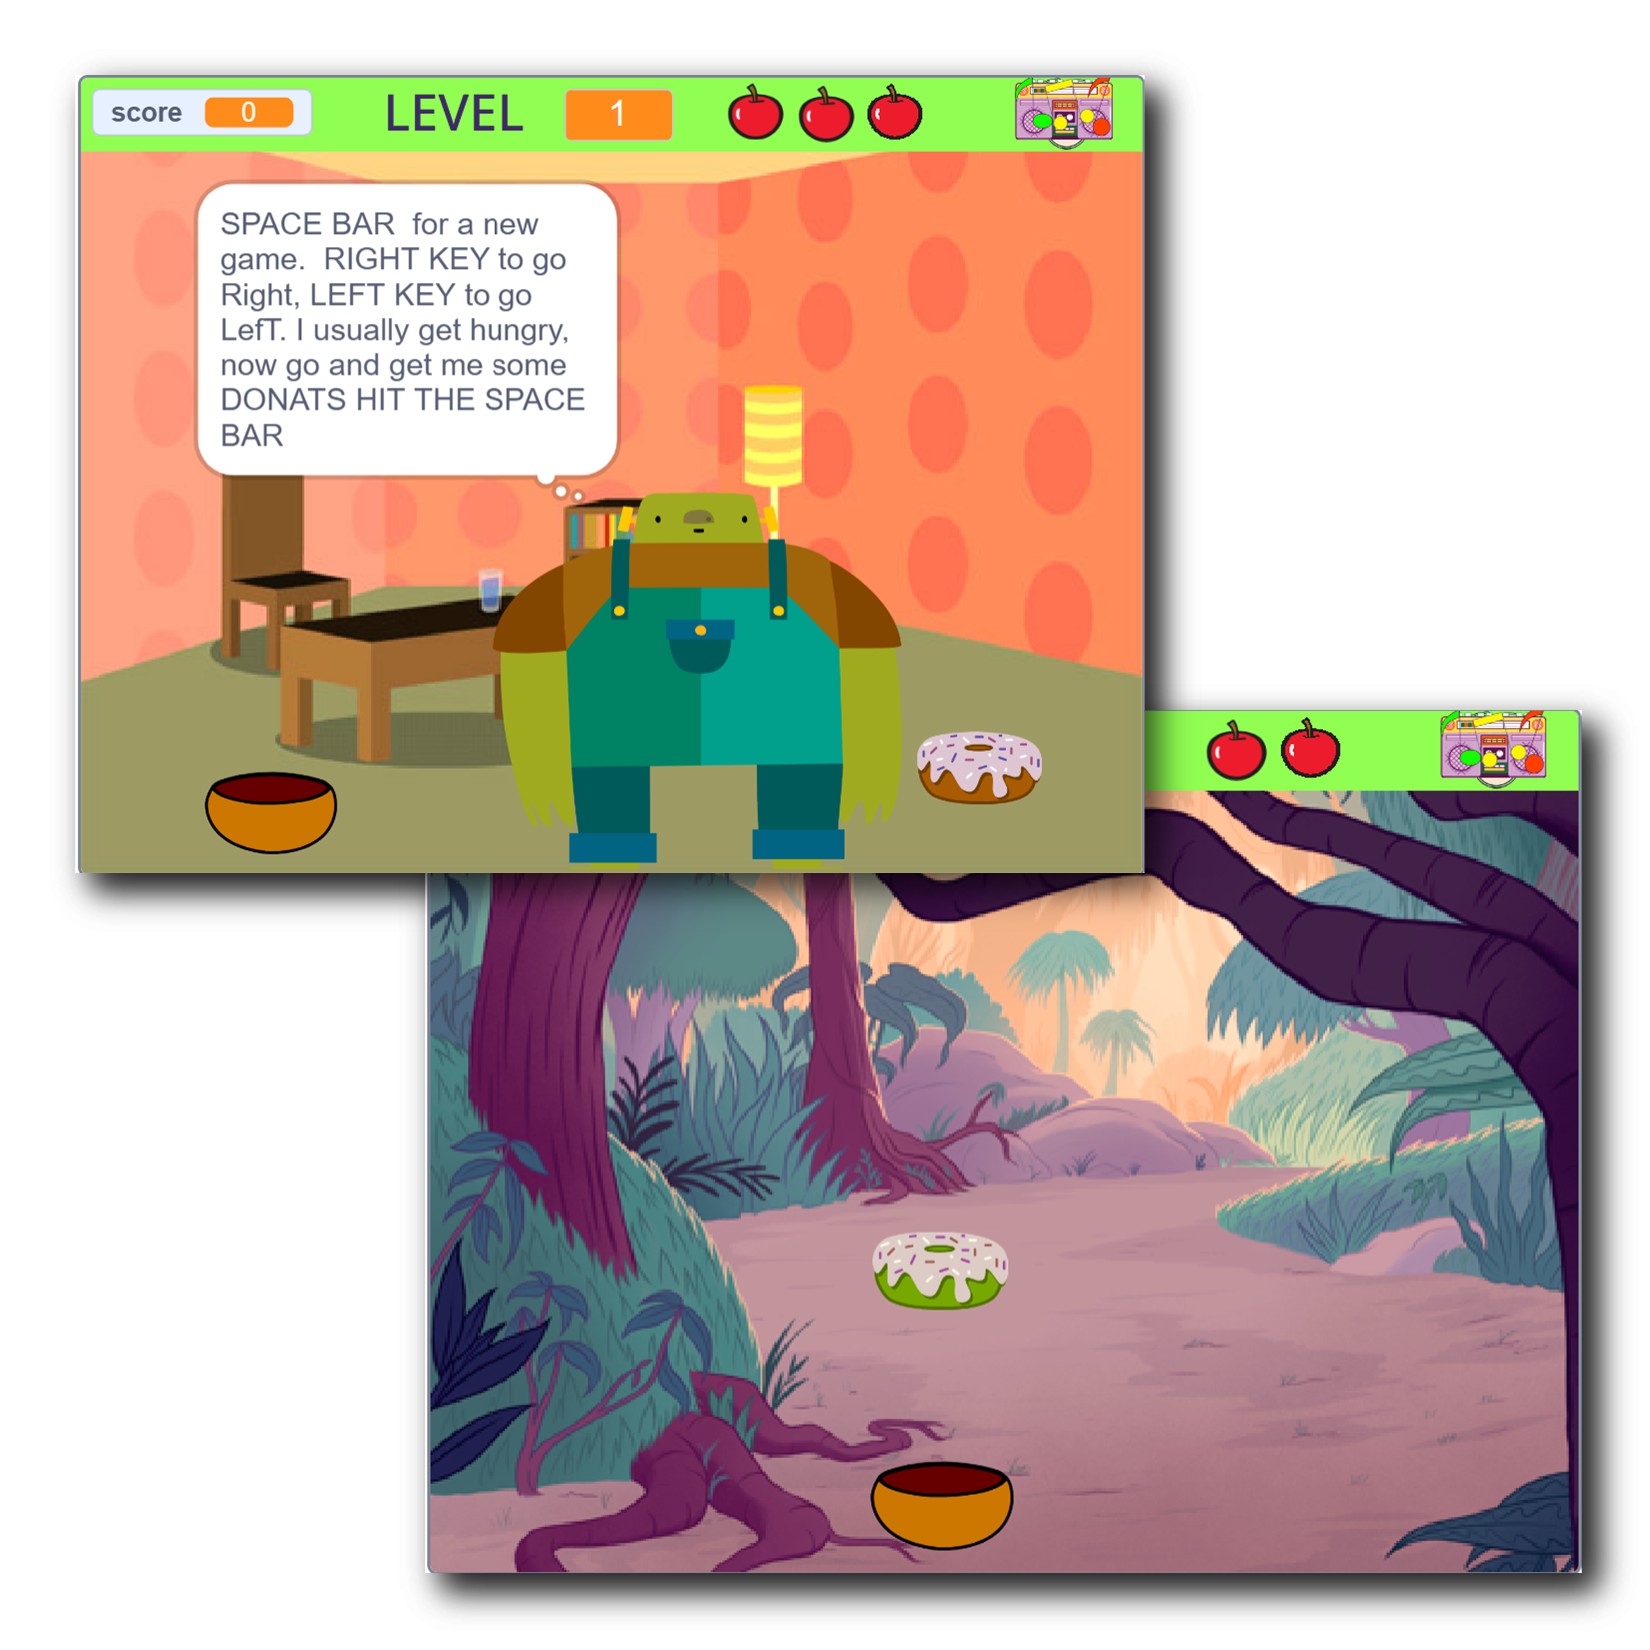 score 0 LEVEL 1
SPACE BAR for a new
game. RIGHT KEY to go
Right, LEFT KEY to go
LefT. I usually get hungry,
now go and get me some
DONATS HIT THE SPACE
BAR